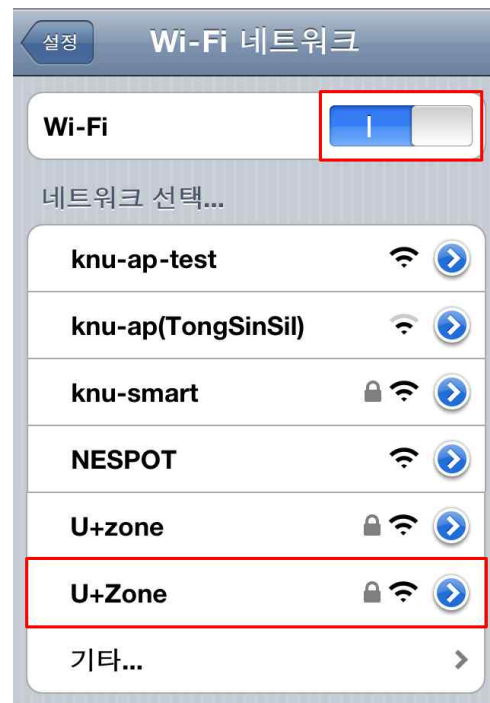 설정
Wi-Fi 네트워크
Wi-Fi
네트워크 선택...
knu-ap-test
knu-ap(TongSinSil)
knu-smart
NESPOT
U+zone
U+Zone
기타...